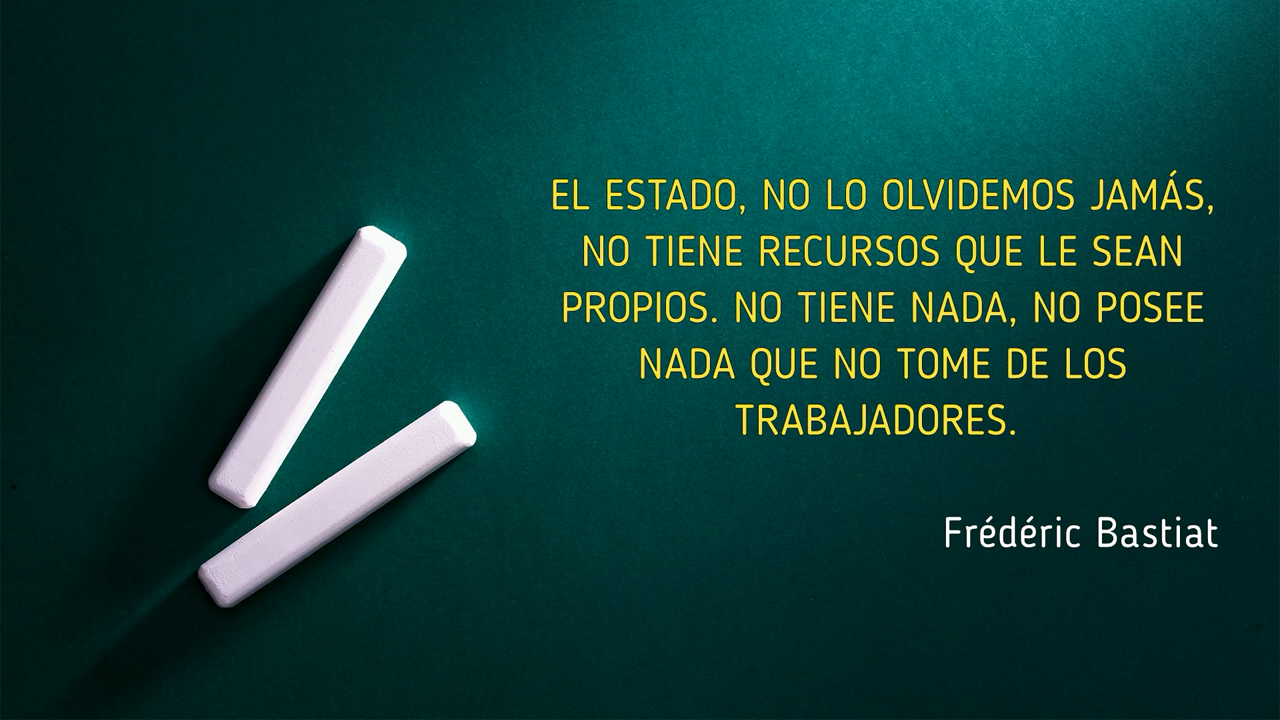 EL ESTADO, NO LO OLVIDEMOS JAMÁS,
NO TIENE RECURSOS QUE LE SEAN
PROPIOS. NO TIENE NADA, NO POSEE
NADA QUE NO TOME DE LOS
TRABAJADORES.
Frédéric Bastiat